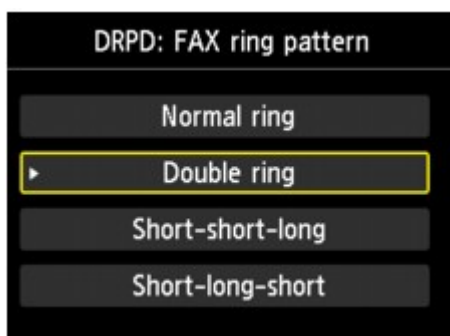 DRPD: FAX ring pattern
Normal ring
Double ring
Short-short-long
Short-long-short